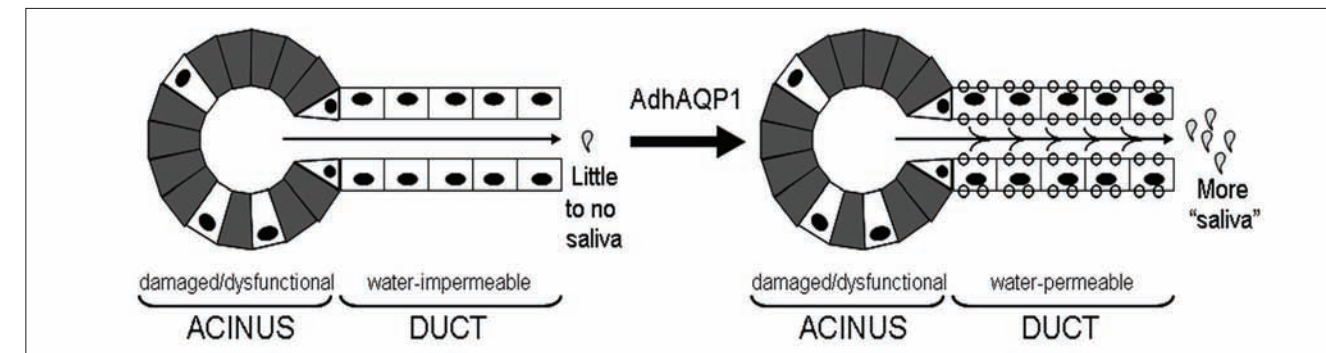 AdhAQP1
Little
to no
saliva
More
“saliva”
damaged/dysfunctional
water-impermeable
ACINUS
DUCT
damaged/dysfunctional
water-permeable
ACINUS
DUCT